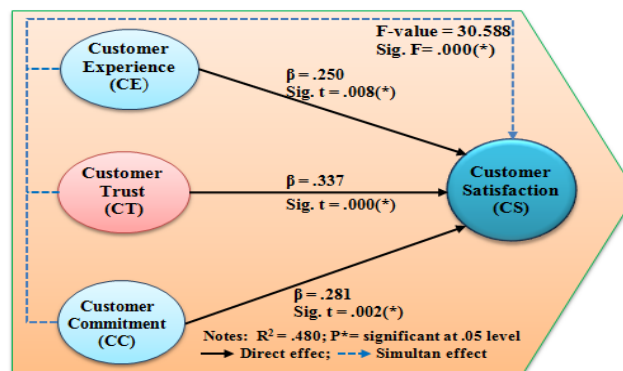 F-value = 30.588
Sig. F= .000(*)
Customer
Experience
(CE)
β = .250
Sig. t = .008(*)
Customer
Trust
(CT)
β = .337
Sig. t = .000(*)
Customer
Satisfaction
(CS)
Customer
Commitment
(CC)
β = .281
Sig. t = .002(*)
Notes: R² = .480; P*= significant at .05 level
Direct effec; Simultan effect